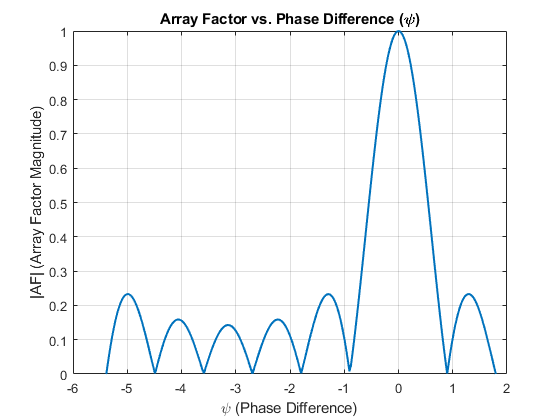 Array Factor vs. Phase Difference (ψ)
|AF| (Array Factor Magnitude)
1
0.9
0.8
0.7
0.6
0.5
0.4
0.3
0.2
0.1
0
-6 -5 -4 -3 -2 -1 0 1 2
ψ (Phase Difference)